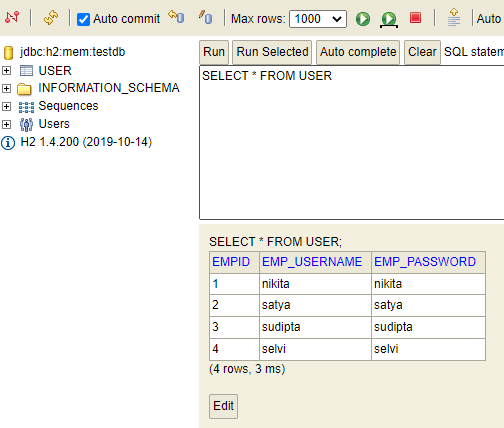 Auto commit Max rows: 1000 Auto
jdbc:h2:mem:testdb
USER
INFORMATION_SCHEMA
Sequences
Users
H2 1.4.200 (2019-10-14)
Run Run Selected Auto complete Clear SQL statem
SELECT * FROM USER
SELECT * FROM USER;
EMPID EMP_USERNAME EMP_PASSWORD
1 nikita nikita
2 satya satya
3 sudipta sudipta
4 selvi selvi
(4 rows, 3 ms)
Edit